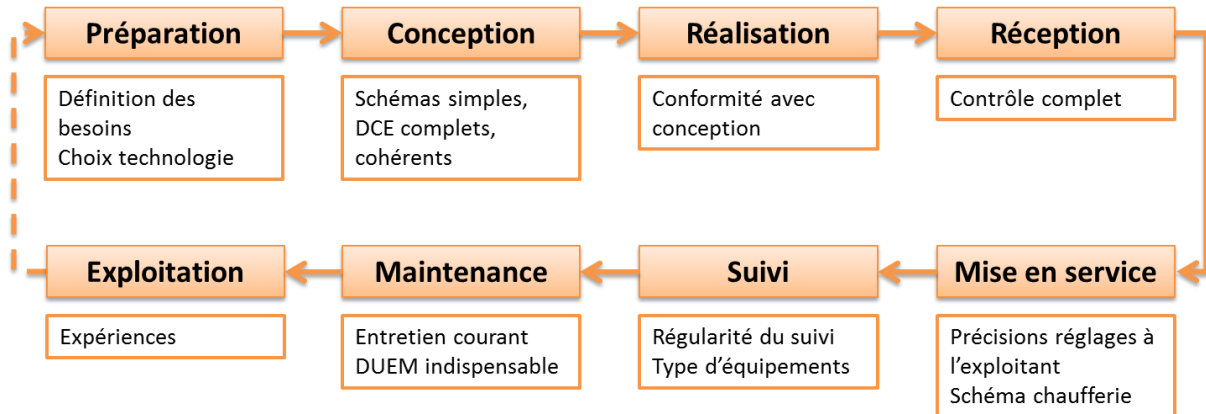 Préparation
Définition des
besoins
Choix technologie
Conception
Schémas simples,
DCE complets,
cohérents
Réalisation
Conformité avec
conception
Réception
Contrôle complet
Mise en service
Précisions réglages à
l’exploitant
Schéma chaufferie
Suivi
Régularité du suivi
Type d’équipements
Maintenance
Entretien courant
DUEM indispensable
Exploitation
Expériences